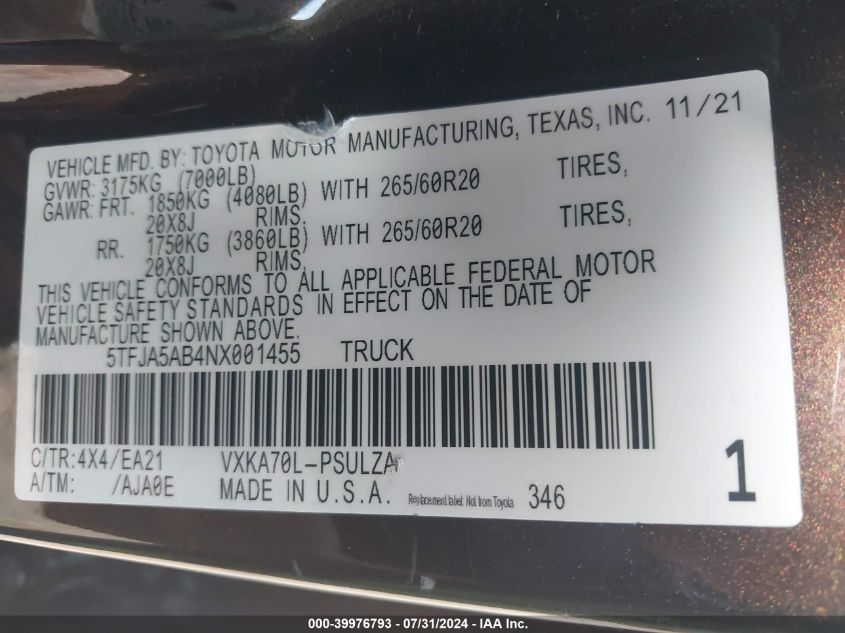 VEHICLE MFD. BY: TOYOTA MOTOR MANUFACTURING, TEXAS, INC. 11/21
GVWR: 3175KG (7000LB)
GAWR: FRT. 1850KG (4080LB) WITH 265/60R20 TIRES,
20X8J RIMS,
RR. 1750KG (3860LB) WITH 265/60R20 TIRES,
20X8J RIMS,
THIS VEHICLE CONFORMS TO ALL APPLICABLE FEDERAL MOTOR
VEHICLE SAFETY STANDARDS IN EFFECT ON THE DATE OF
MANUFACTURE SHOWN ABOVE.
5TFJA5AB4NX001455 TRUCK
C/TR:4X4/EA21 VXKA70L-PSULZA
A/TM: /AJA0E MADE IN U.S.A. Replacement label: Not from Toyota 346 1
000-39976793 - 07/31/2024 - IAA Inc.